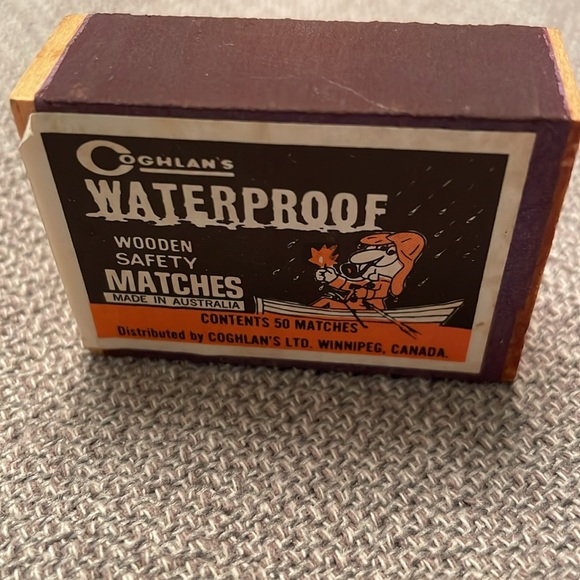 COGHLAN'S
WATERPROOF
WOODEN
SAFETY
MATCHES
MADE IN AUSTRALIA
CONTENTS 50 MATCHES
Distributed by COGHLAN'S LTD. WINNIPEG, CANADA.